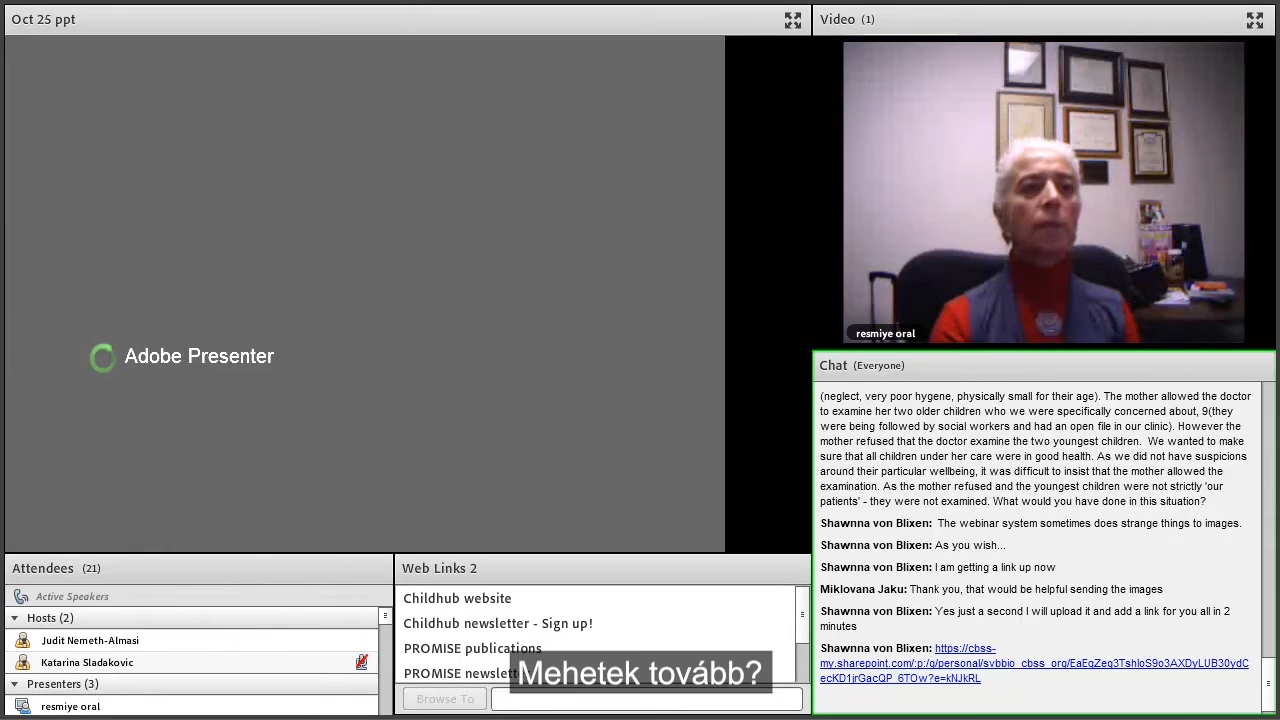 Oct 25 ppt
Adobe Presenter
Video (1)
resmiye oral
Chat (Everyone)
(neglect, very poor hygene, physically small for their age). The mother allowed the doctor
to examine her two older children who we were specifically concerned about, 9(they
were being followed by social workers and had an open file in our clinic). However the
mother refused that the doctor examine the two youngest children. We wanted to make
sure that all children under her care were in good health. As we did not have suspicions
around their particular wellbeing, it was difficult to insist that the mother allowed the
examination. As the mother refused and the youngest children were not strictly 'our
patients' - they were not examined. What would you have done in this situation?
Shawnna von Blixen: The webinar system sometimes does strange things to images.
Shawnna von Blixen: As you wish...
Shawnna von Blixen: I am getting a link up now
Miklovana Jaku: Thank you, that would be helpful sending the images
Shawnna von Blixen: Yes just a second I will upload it and add a link for you all in 2
minutes
Shawnna von Blixen: https://cbss-
my.sharepoint.com/:p:/g/personal/svbbio_cbss_org/EaEqZeq3TshIoS9o3AXDyLUB30ydC
ecKD1jrGacQP_6TOw?e=kNJkRL
Attendees (21)
Active Speakers
Hosts (2)
Judit Nemeth-Almasi
Katarina Sladakovic
Presenters (3)
resmiye oral
Web Links 2
Childhub website
Childhub newsletter - Sign up!
PROMISE publications
PROMISE newslett
Browse To
Mehetek tovább?